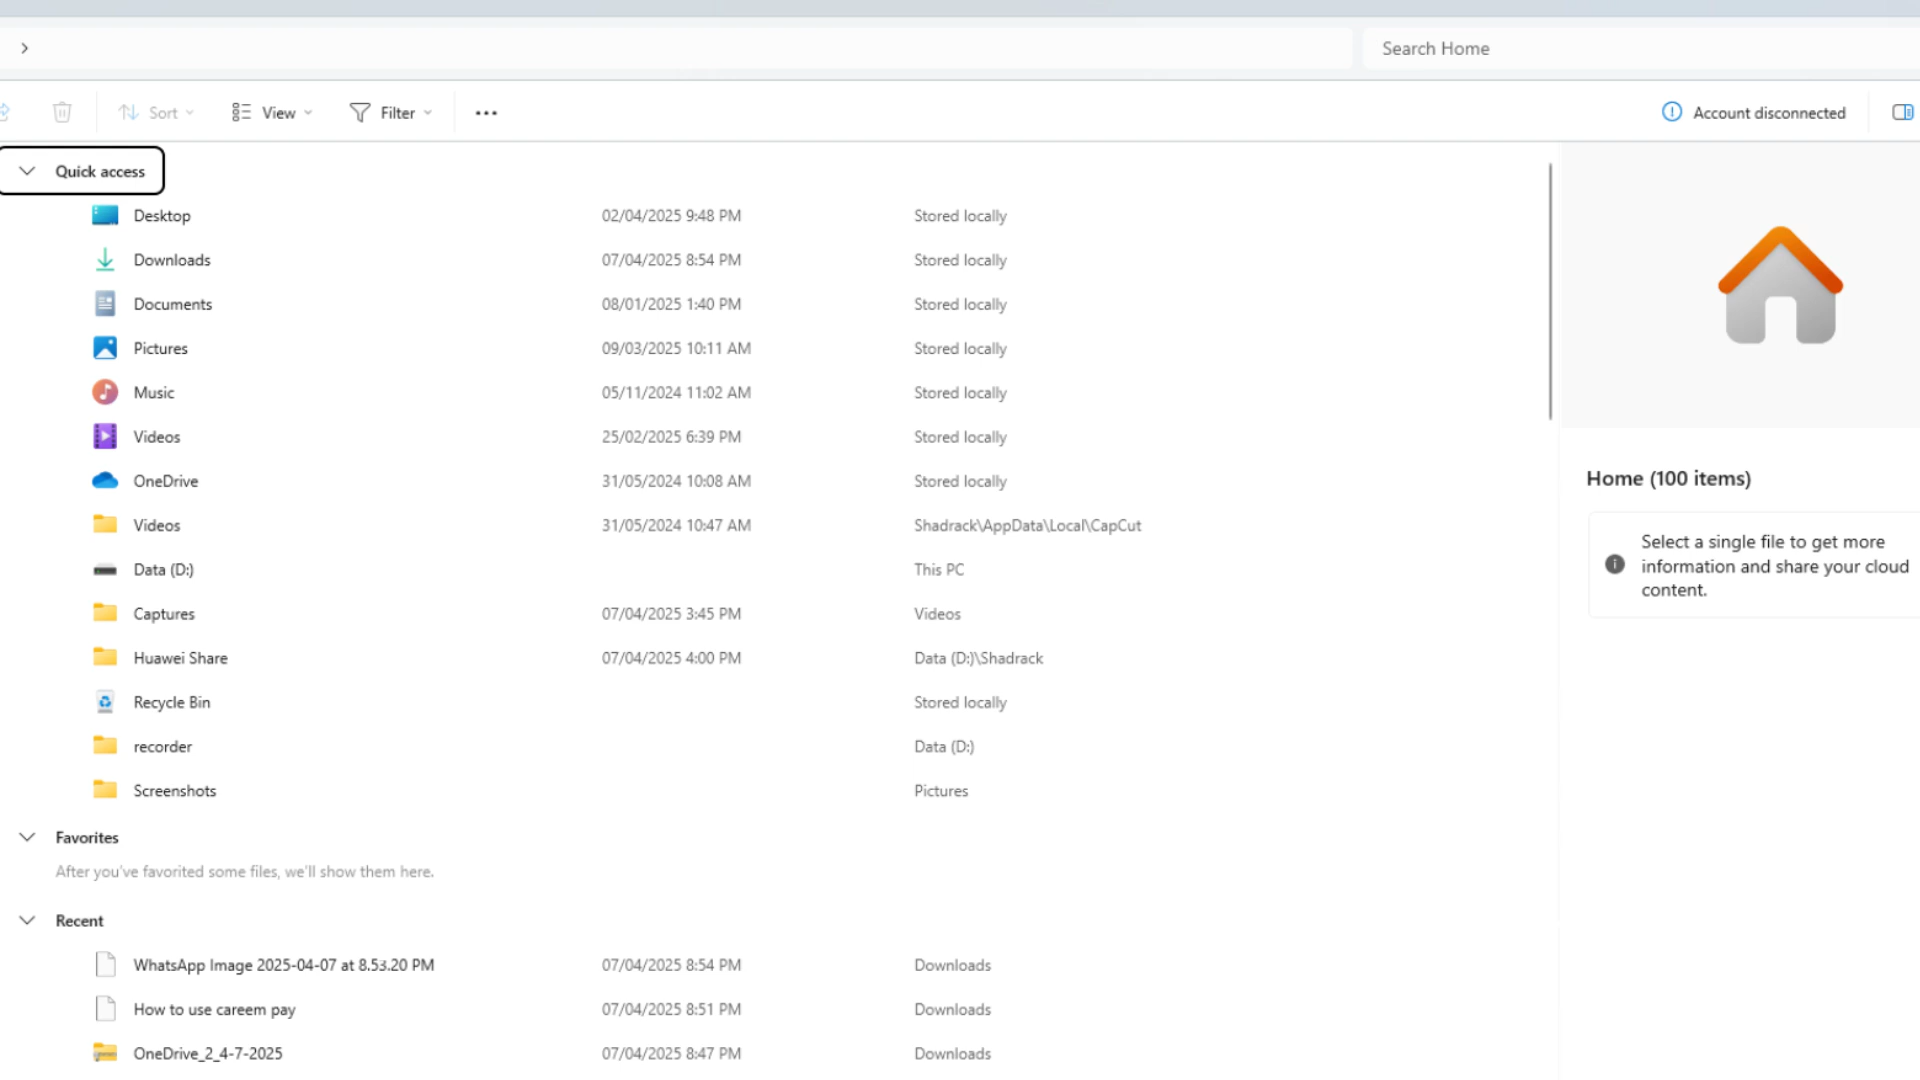 Search Home
Sort View Filter Account disconnected
Quick access
Desktop 02/04/2025 9:48 PM Stored locally
Downloads 07/04/2025 8:54 PM Stored locally
Documents 08/01/2025 1:40 PM Stored locally
Pictures 09/03/2025 10:11 AM Stored locally
Music 05/11/2024 11:02 AM Stored locally
Videos 25/02/2025 6:39 PM Stored locally
OneDrive 31/05/2024 10:08 AM Stored locally
Videos 31/05/2024 10:47 AM Shadrack\AppData\Local\CapCut
Data (D:) This PC
Captures 07/04/2025 3:45 PM Videos
Huawei Share 07/04/2025 4:00 PM Data (D:)\Shadrack
Recycle Bin Stored locally
recorder Data (D:)
Screenshots Pictures
Favorites
After you've favorited some files, we'll show them here.
Recent
WhatsApp Image 2025-04-07 at 8.53.20 PM 07/04/2025 8:54 PM Downloads
How to use careem pay 07/04/2025 8:51 PM Downloads
OneDrive_2_4-7-2025 07/04/2025 8:47 PM Downloads
Home (100 items)
Select a single file to get more
information and share your cloud
content.